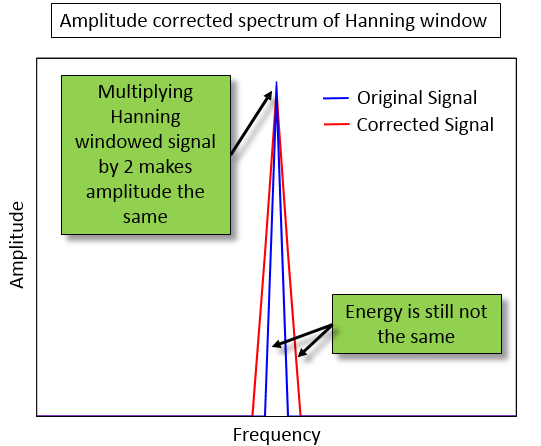 Amplitude corrected spectrum of Hanning window
Multiplying
Hanning
windowed signal
by 2 makes
amplitude the
same
Original Signal
Corrected Signal
Energy is still not
the same
Amplitude
Frequency